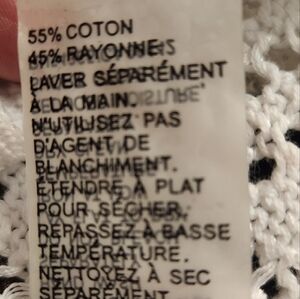 55% COTON
45% RAYONNE
LAVER SÉPARÉMENT
À LA MAIN.
N'UTILISEZ PAS
D'AGENT DE
BLANCHIMENT.
ÉTENDRE À PLAT
POUR SÉCHER.
REPASSEZ À BASSE
TEMPÉRATURE.
NETTOYEZ À SEC
SÉPARÉMENT